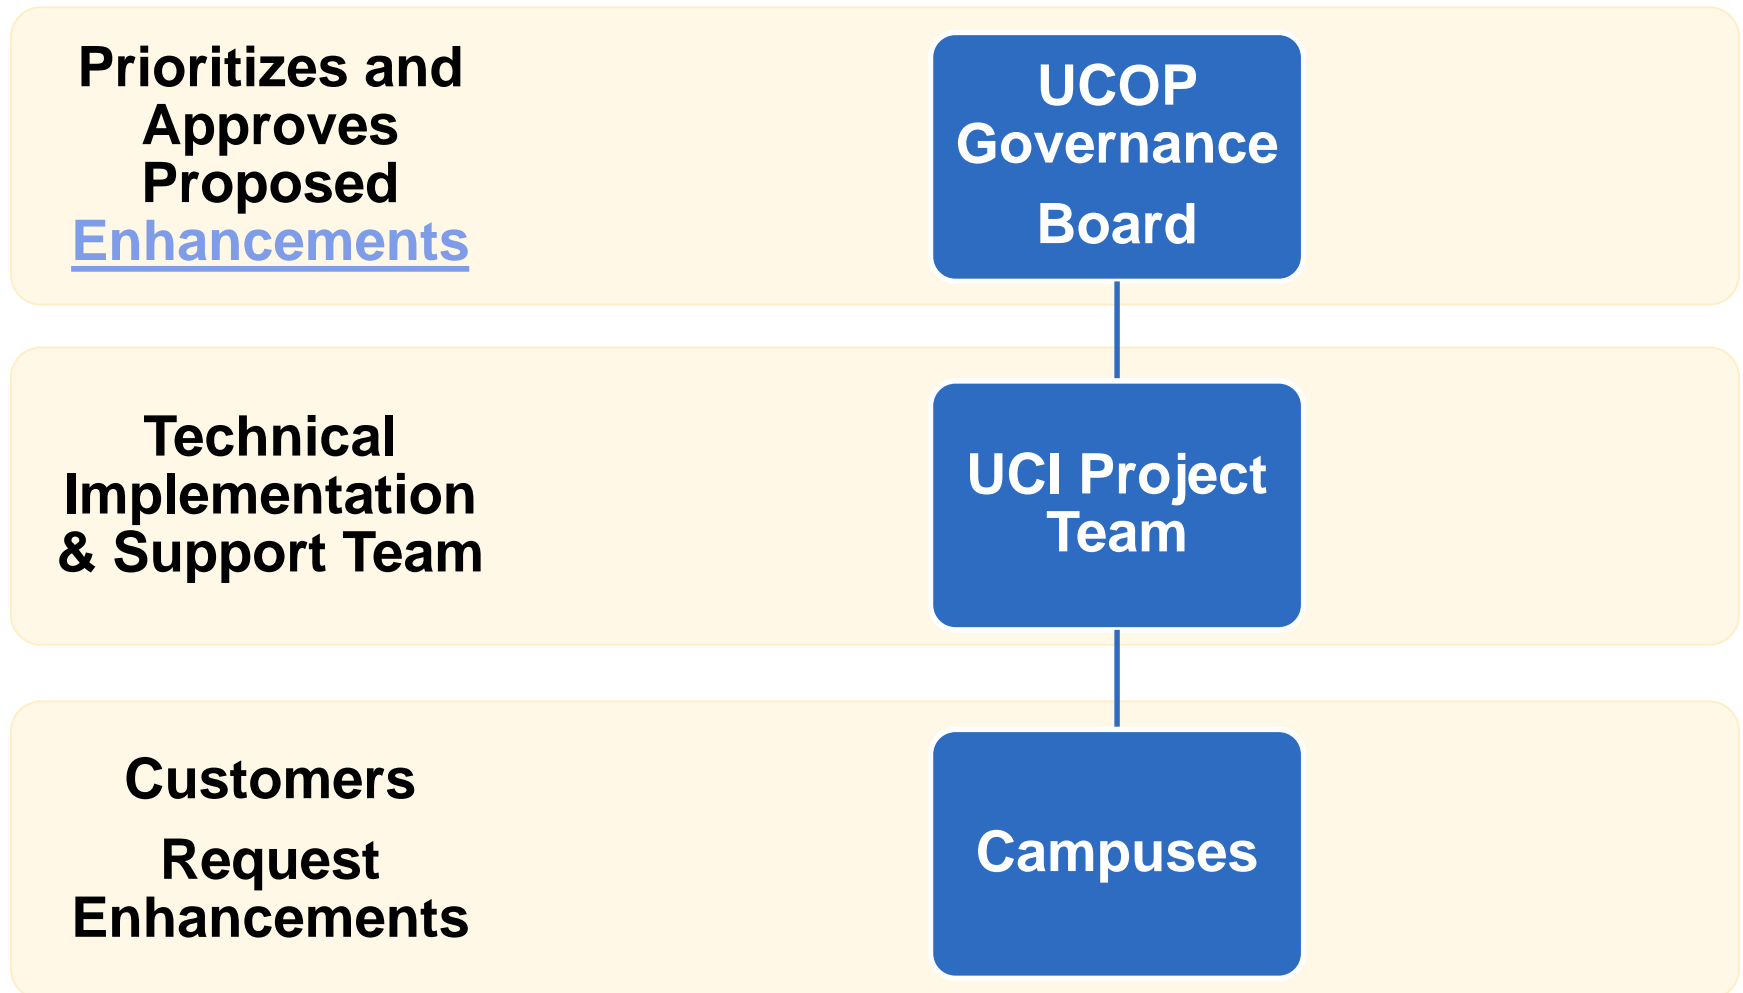 Prioritizes and
Approves
Proposed
Enhancements
UCOP
Governance
Board
Technical
Implementation
& Support Team
UCI Project
Team
Customers
Request
Enhancements
Campuses